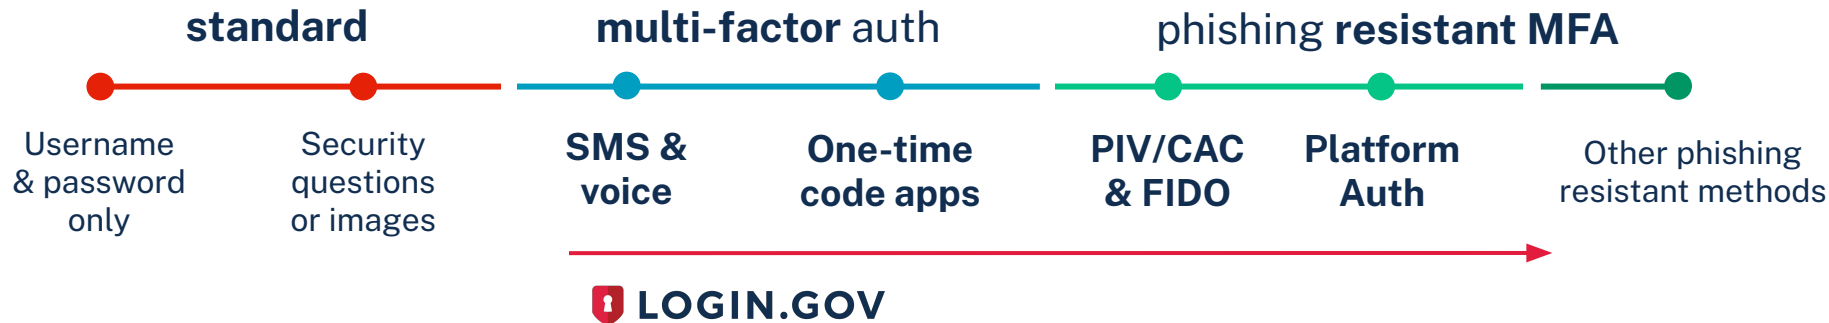 standard
multi-factor auth
phishing resistant MFA
Username
& password
only
Security
questions
or images
SMS &
voice
One-time
code apps
PIV/CAC
& FIDO
Platform
Auth
Other phishing
resistant methods
LOGIN.GOV